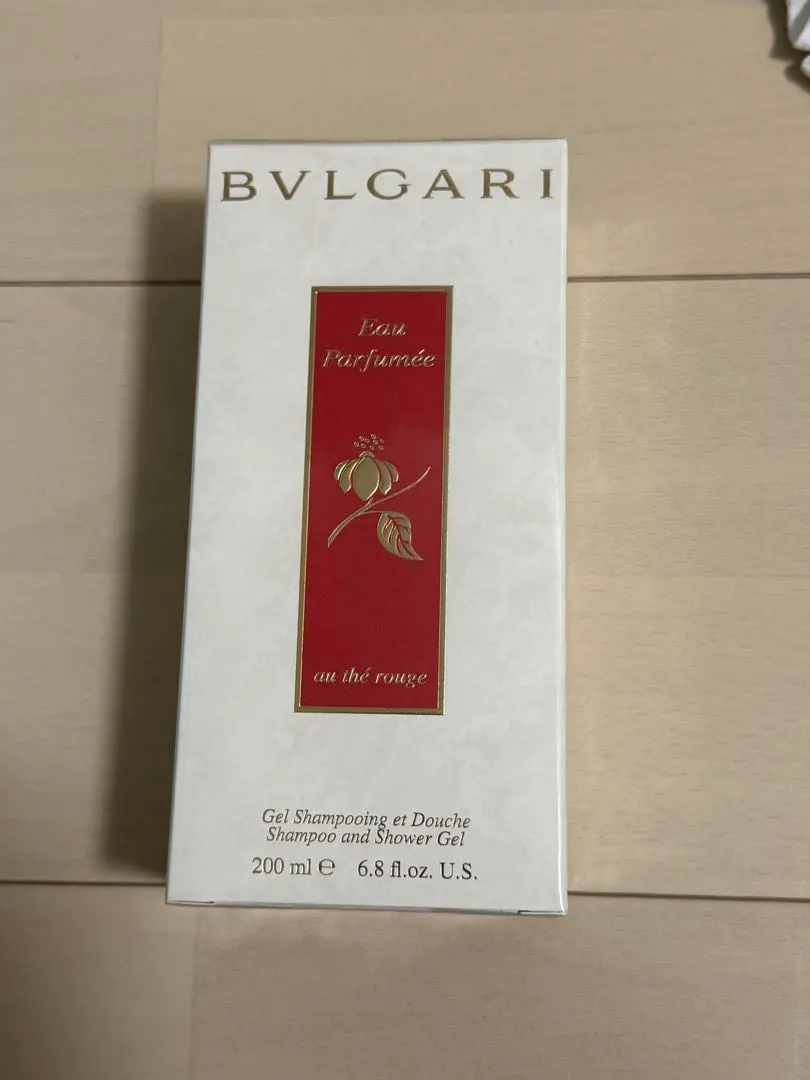 BVLGARI
Eau
Parfumée
au thé rouge
Gel Shampooing et Douche
Shampoo and Shower Gel
200 ml ℮ 6.8 fl.oz. U.S.